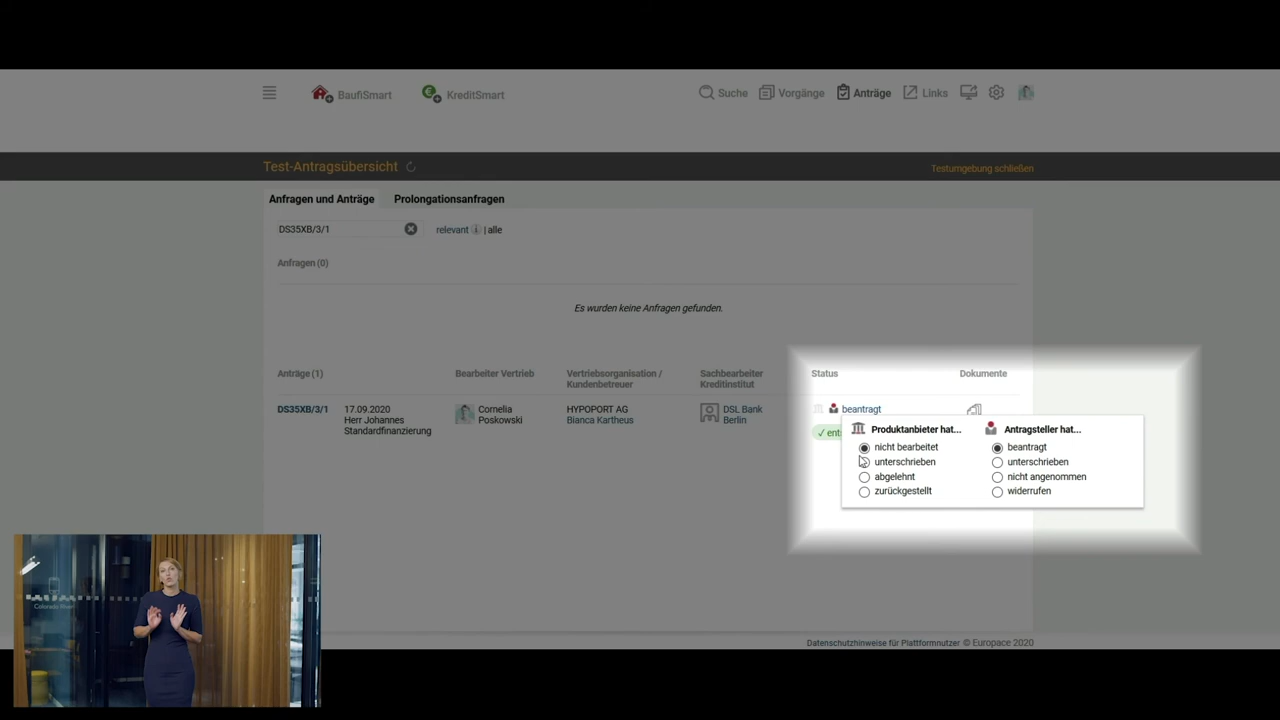 BaufiSmart
KreditSmart
Suche
Vorgänge
Anträge
Links
Test-Antragsübersicht
Testumgebung schließen
Anfragen und Anträge
Prolongationsanfragen
DS35XB/3/1
relevant | alle
Anfragen (0)
Es wurden keine Anfragen gefunden.
Anträge (1)
Bearbeiter Vertrieb
Vertriebsorganisation /
Kundenbetreuer
Sachbearbeiter
Kreditinstitut
Status
Dokumente
DS35XB/3/1
17.09.2020
Herr Johannes
Standardfinanzierung
Cornelia
Poskowski
HYPOPORT AG
Bianca Kartheus
DSL Bank
Berlin
beantragt
Produktanbieter hat...
nicht bearbeitet
unterschrieben
abgelehnt
zurückgestellt
Antragsteller hat...
beantragt
unterschrieben
nicht angenommen
widerrufen
Colorado River
Datenschutzhinweise für Plattformnutzer © Europace 2020